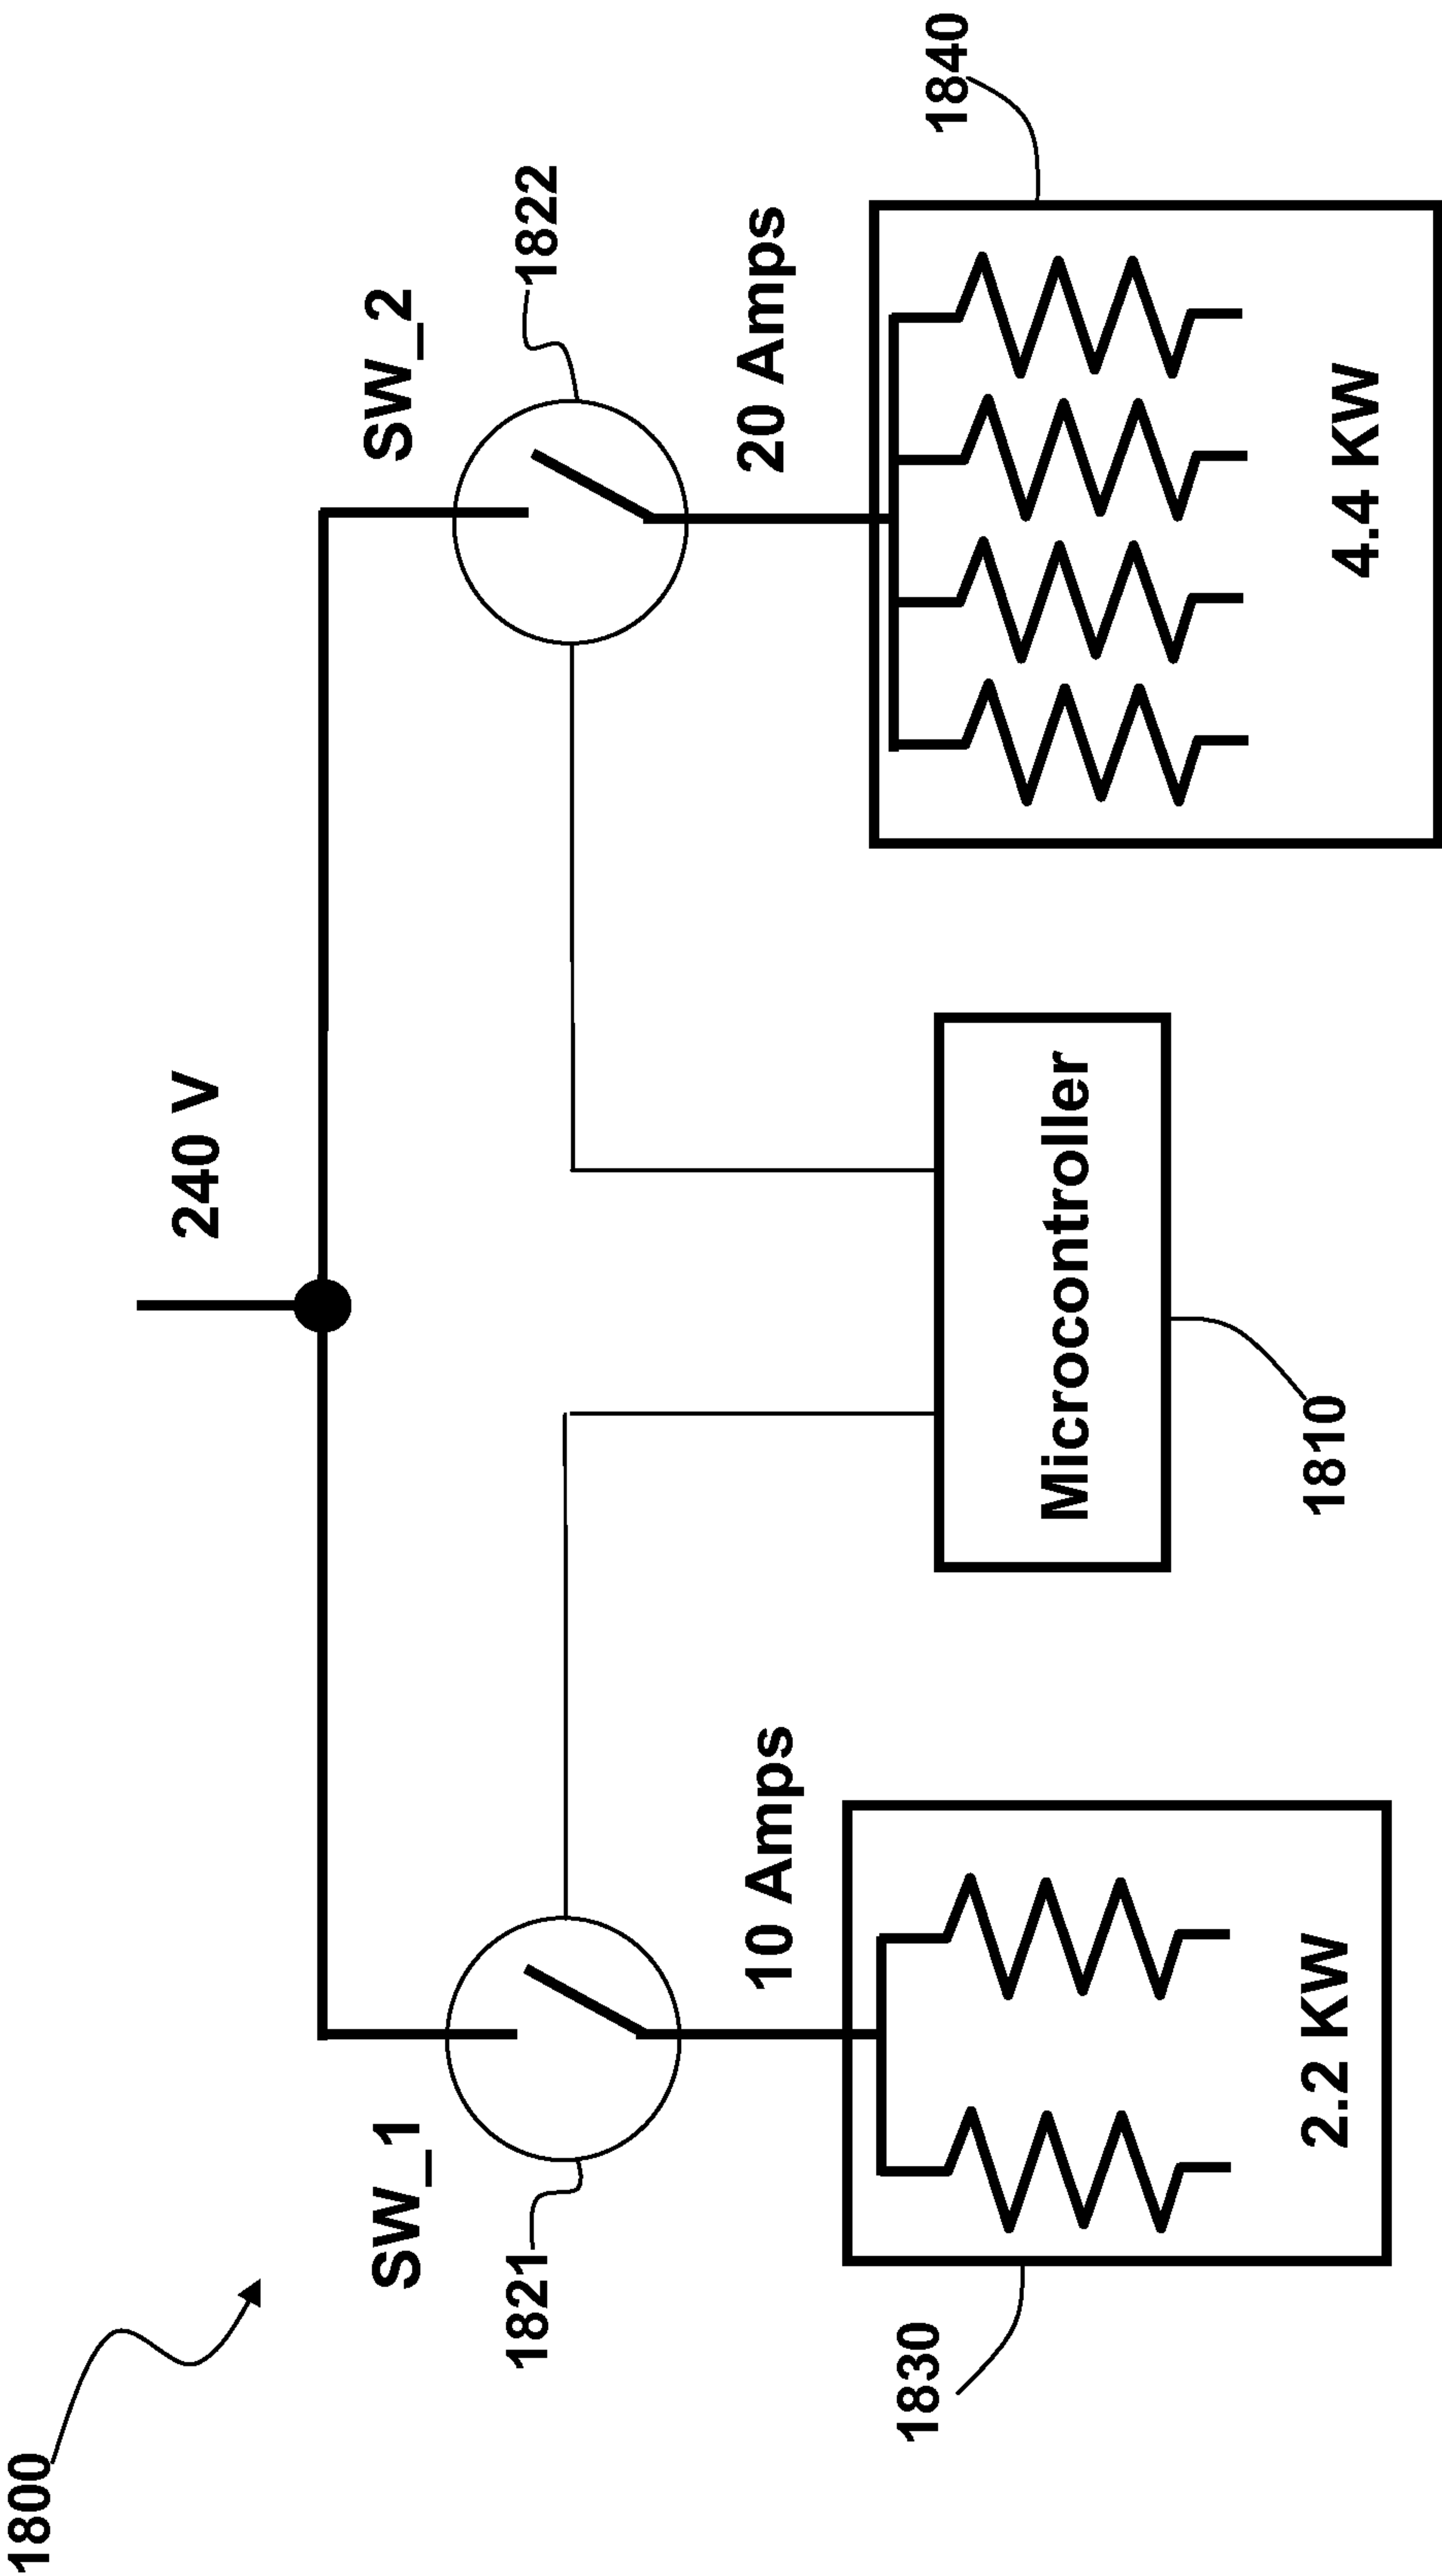 1800
240 V
SW_1
SW_2
1821
1822
10 Amps
20 Amps
1830
1840
Microcontroller
2.2 KW
4.4 KW
1810